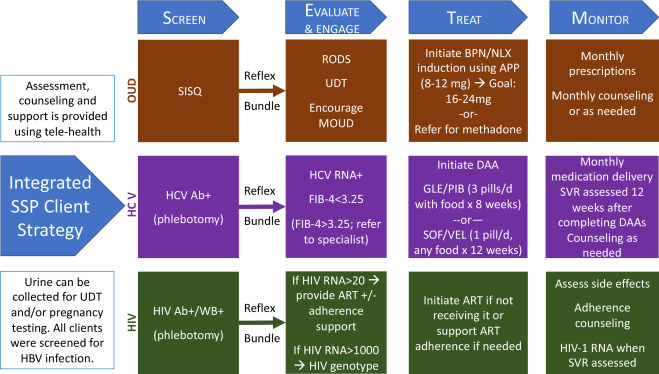 SCREEN
EVALUATE
& ENGAGE
TREAT
MONITOR
Assessment,
counseling and
support is provided
using tele-health
OUD
SISQ
Reflex
Bundle
RODS
UDT
Encourage
MOUD
Initiate BPN/NLX
induction using APP
(8-12 mg) → Goal:
16-24mg
-or-
Refer for methadone
Monthly
prescriptions
Monthly counseling
or as needed
Integrated
SSP Client
Strategy
HC V
HCV Ab+
(phlebotomy)
Reflex
Bundle
HCV RNA+
FIB-4<3.25
(FIB-4>3.25; refer
to specialist)
Initiate DAA
GLE/PIB (3 pills/d
with food x 8 weeks)
--or—
SOF/VEL (1 pill/d,
any food x 12 weeks)
Monthly
medication delivery
SVR assessed 12
weeks after
completing DAAs
Counseling as
needed
Urine can be
collected for UDT
and/or pregnancy
testing. All clients
were screened for
HBV infection.
HIV
HIV Ab+/WB+
(phlebotomy)
Reflex
Bundle
If HIV RNA>20 →
provide ART +/-
adherence
support
If HIV RNA>1000
→ HIV genotype
Initiate ART if not
receiving it or
support ART
adherence if needed
Assess side effects
Adherence
counseling
HIV-1 RNA when
SVR assessed